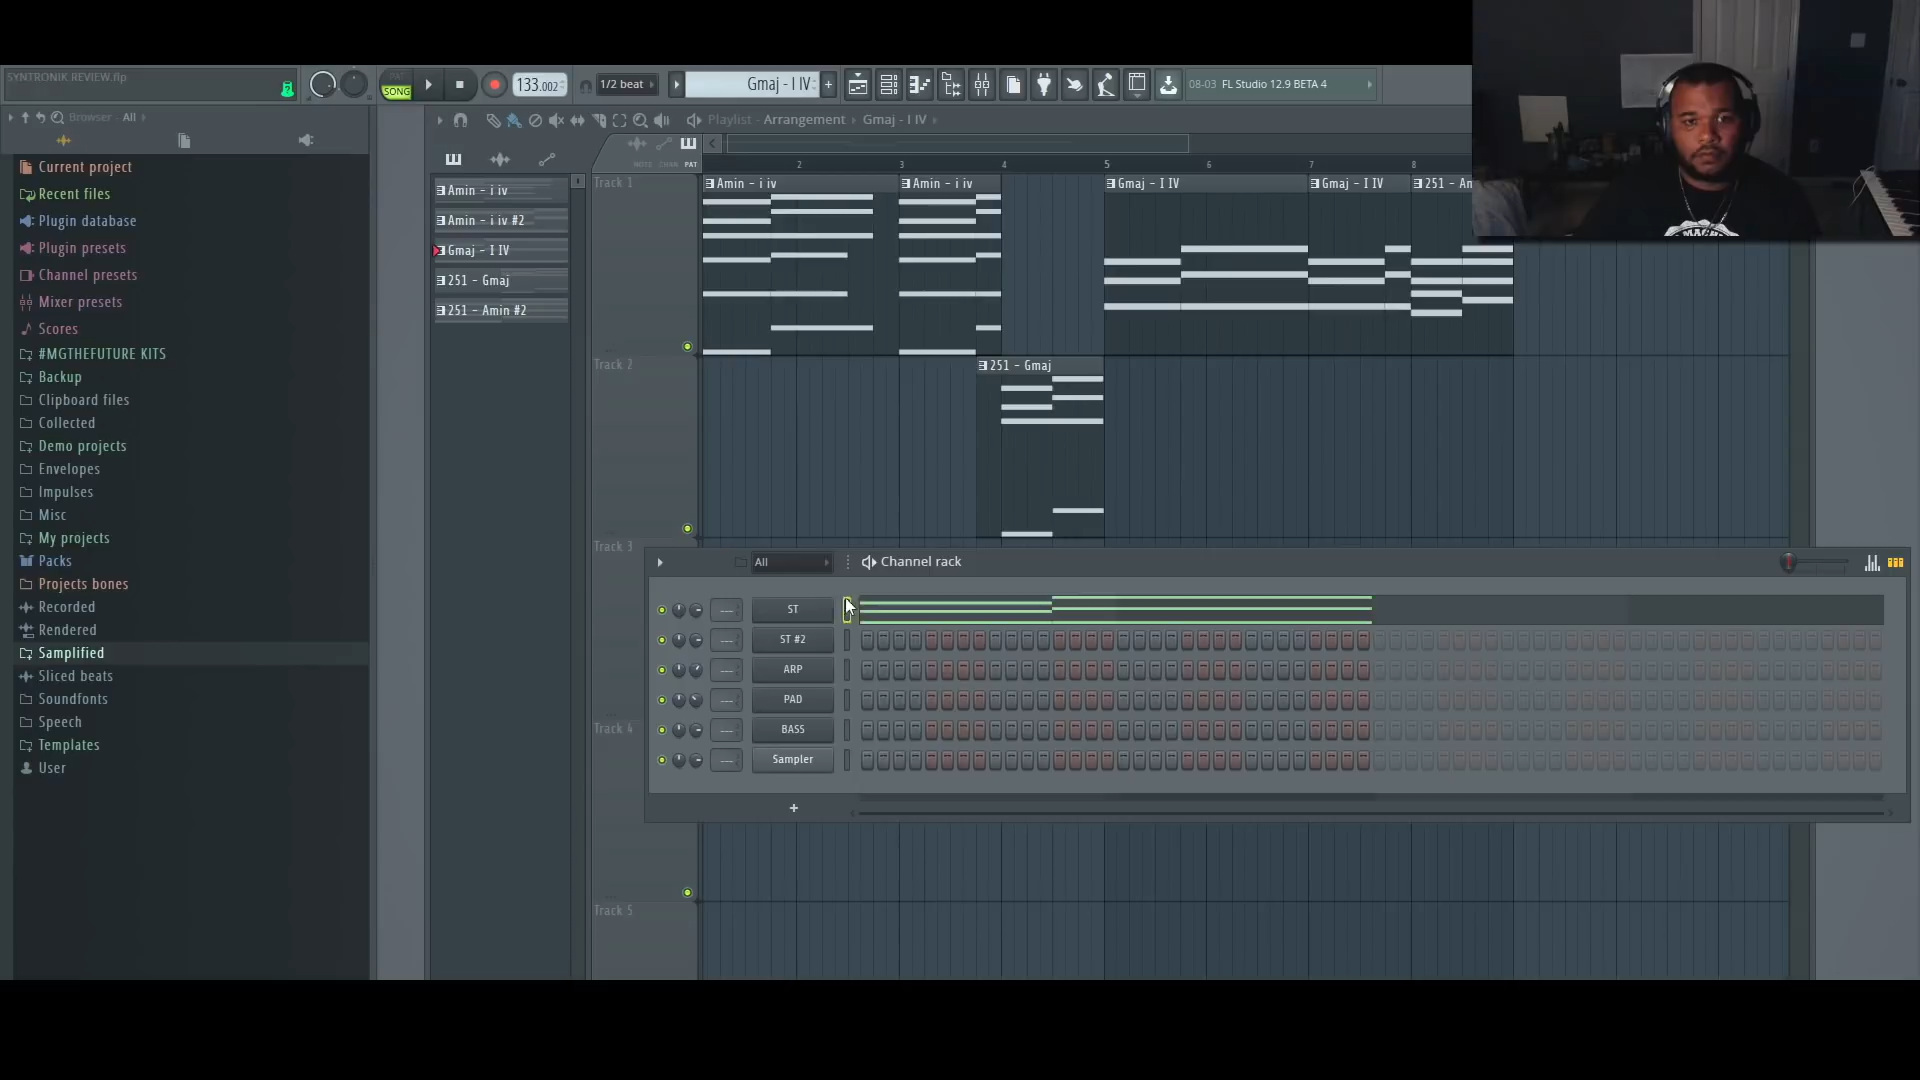 SYNTRONIK REVIEW.flp
PAT
SONG
133.002
1/2 beat
Gmaj - I IV
08-03 FL Studio 12.9 BETA 4
Browser - All
Playlist - Arrangement › Gmaj - I IV
NOTE CHAN PAT
2 3 4 5 6 7 8
Current project
Recent files
Plugin database
Plugin presets
Channel presets
Mixer presets
Scores
#MGTHEFUTURE KITS
Backup
Clipboard files
Collected
Demo projects
Envelopes
Impulses
Misc
My projects
Packs
Projects bones
Recorded
Rendered
Samplified
Sliced beats
Soundfonts
Speech
Templates
User
Amin - i iv
Amin - i iv #2
Gmaj - I IV
251 - Gmaj
251 - Amin #2
Track 1
Amin - i iv
Amin - i iv
Gmaj - I IV
Gmaj - I IV
251 - An
Track 2
251 - Gmaj
Track 3
Track 4
Track 5
All
Channel rack
ST
ST #2
ARP
PAD
BASS
Sampler